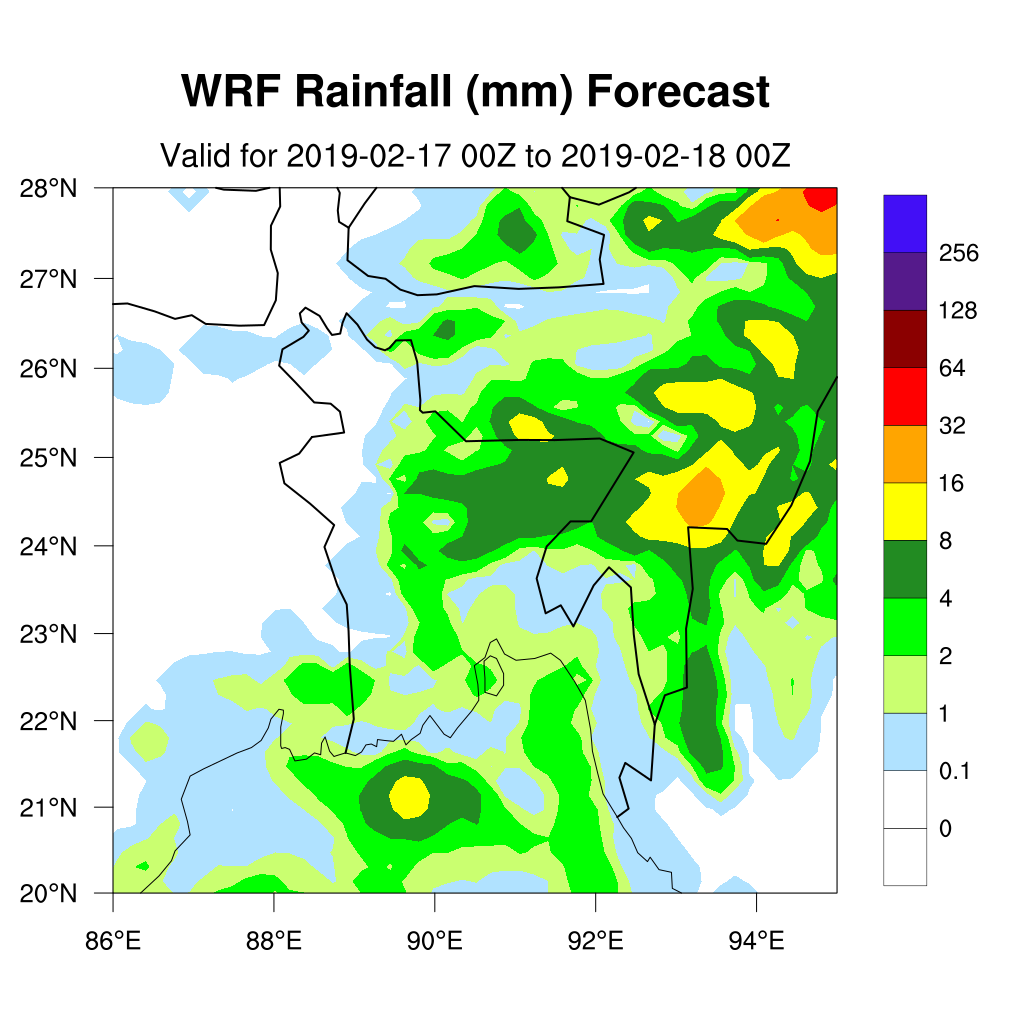 WRF Rainfall (mm) Forecast
Valid for 2019-02-17 00Z to 2019-02-18 00Z
28°N
27°N
26°N
25°N
24°N
23°N
22°N
21°N
20°N
86°E 88°E 90°E 92°E 94°E
256
128
64
32
16
8
4
2
1
0.1
0